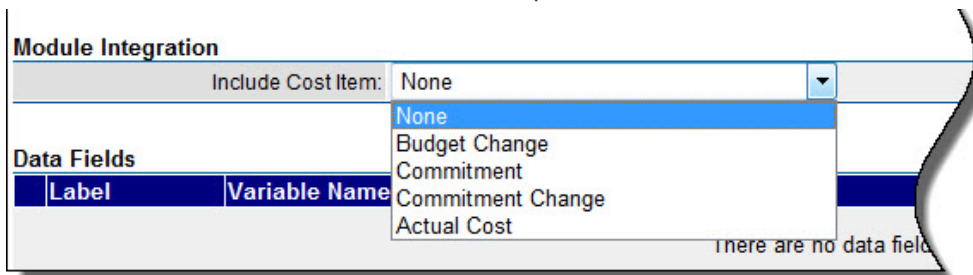 Module Integration
Include Cost Item: None
None
Budget Change
Data Fields
Commitment
Label Variable Name Commitment Change
Actual Cost
There are no data field